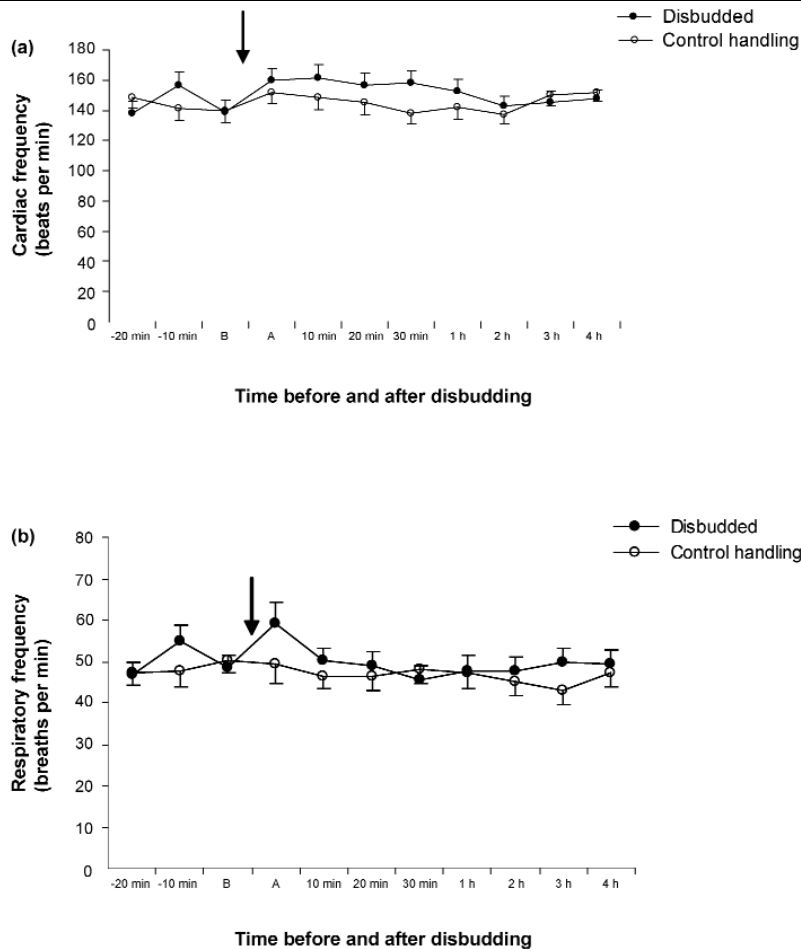 Disbudded
Control handling
(a)
Cardiac frequency
(beats per min)
180
160
140
120
100
80
60
40
20
0
-20 min -10 min B A 10 min 20 min 30 min 1 h 2 h 3 h 4 h
Time before and after disbudding
Disbudded
Control handling
(b)
Respiratory frequency
(breaths per min)
80
70
60
50
40
30
20
10
0
-20 min -10 min B A 10 min 20 min 30 min 1 h 2 h 3 h 4 h
Time before and after disbudding